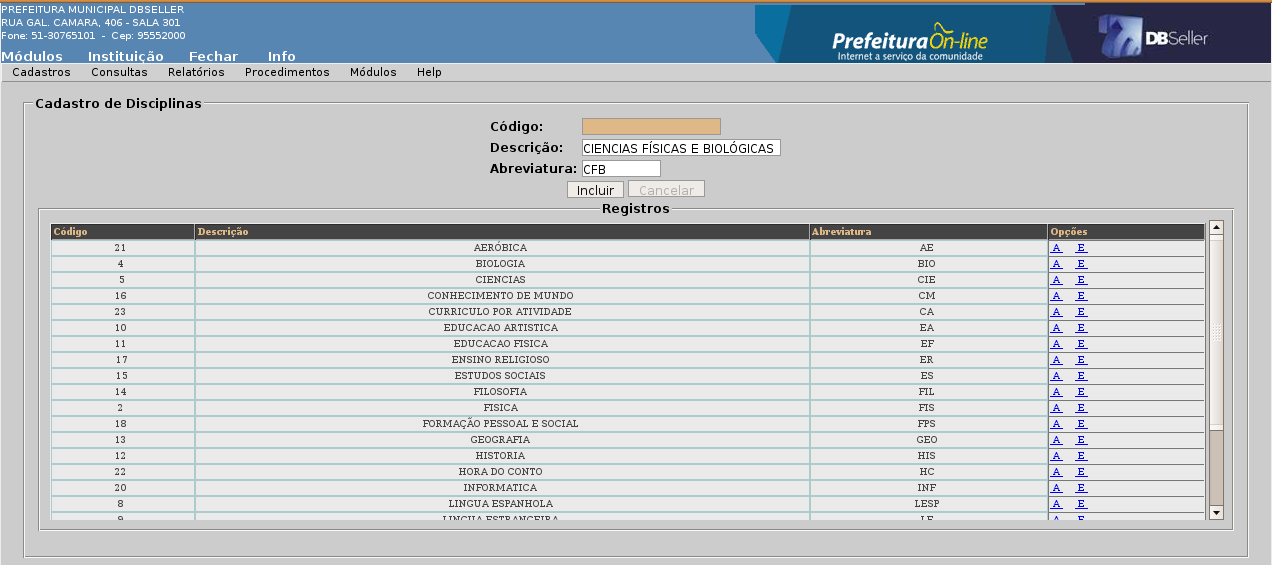 PREFEITURA MUNICIPAL DBSELLER
RUA GAL. CAMARA, 406 - SALA 301
Fone: 51-30765101 - Cep: 95552000
Módulos Instituição Fechar Info
Prefeitura On-line
Internet a serviço da comunidade
DBSeller
Cadastros Consultas Relatórios Procedimentos Módulos Help
Cadastro de Disciplinas
Código:
Descrição: CIENCIAS FÍSICAS E BIOLÓGICAS
Abreviatura: CFB
Incluir Cancelar
Registros
Código Descrição Abreviatura Opções
21 AERÓBICA AE A E
4 BIOLOGIA BIO A E
5 CIENCIAS CIE A E
16 CONHECIMENTO DE MUNDO CM A E
23 CURRICULO POR ATIVIDADE CA A E
10 EDUCACAO ARTISTICA EA A E
11 EDUCACAO FISICA EF A E
17 ENSINO RELIGIOSO ER A E
15 ESTUDOS SOCIAIS ES A E
14 FILOSOFIA FIL A E
2 FISICA FIS A E
18 FORMAÇÃO PESSOAL E SOCIAL FPS A E
13 GEOGRAFIA GEO A E
12 HISTORIA HIS A E
22 HORA DO CONTO HC A E
20 INFORMATICA INF A E
8 LINGUA ESPANHOLA LESP A E
9 LINGUA ESTRANGEIRA LE A E